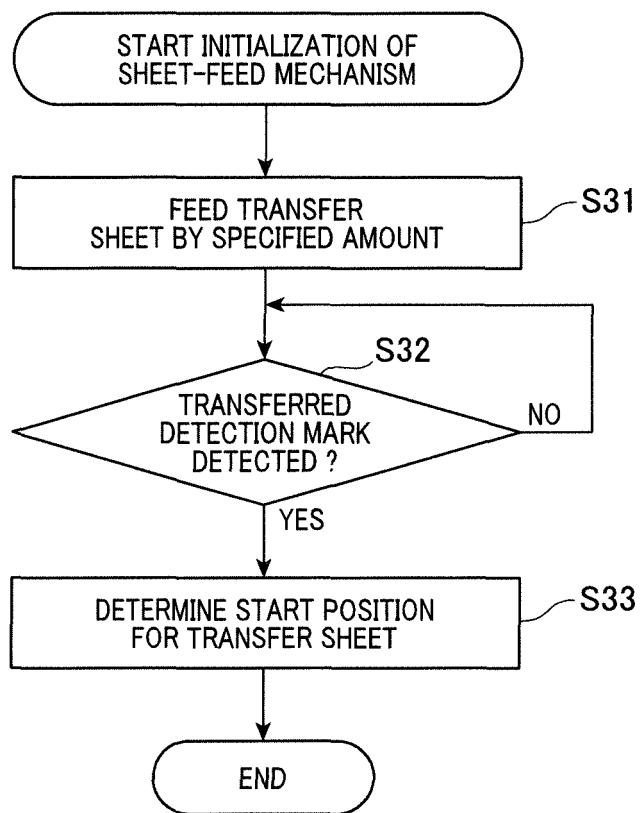 START INITIALIZATION OF
SHEET-FEED MECHANISM
FEED TRANSFER
SHEET BY SPECIFIED AMOUNT
S31
S32
TRANSFERRED
DETECTION MARK
DETECTED ?
NO
YES
DETERMINE START POSITION
FOR TRANSFER SHEET
S33
END